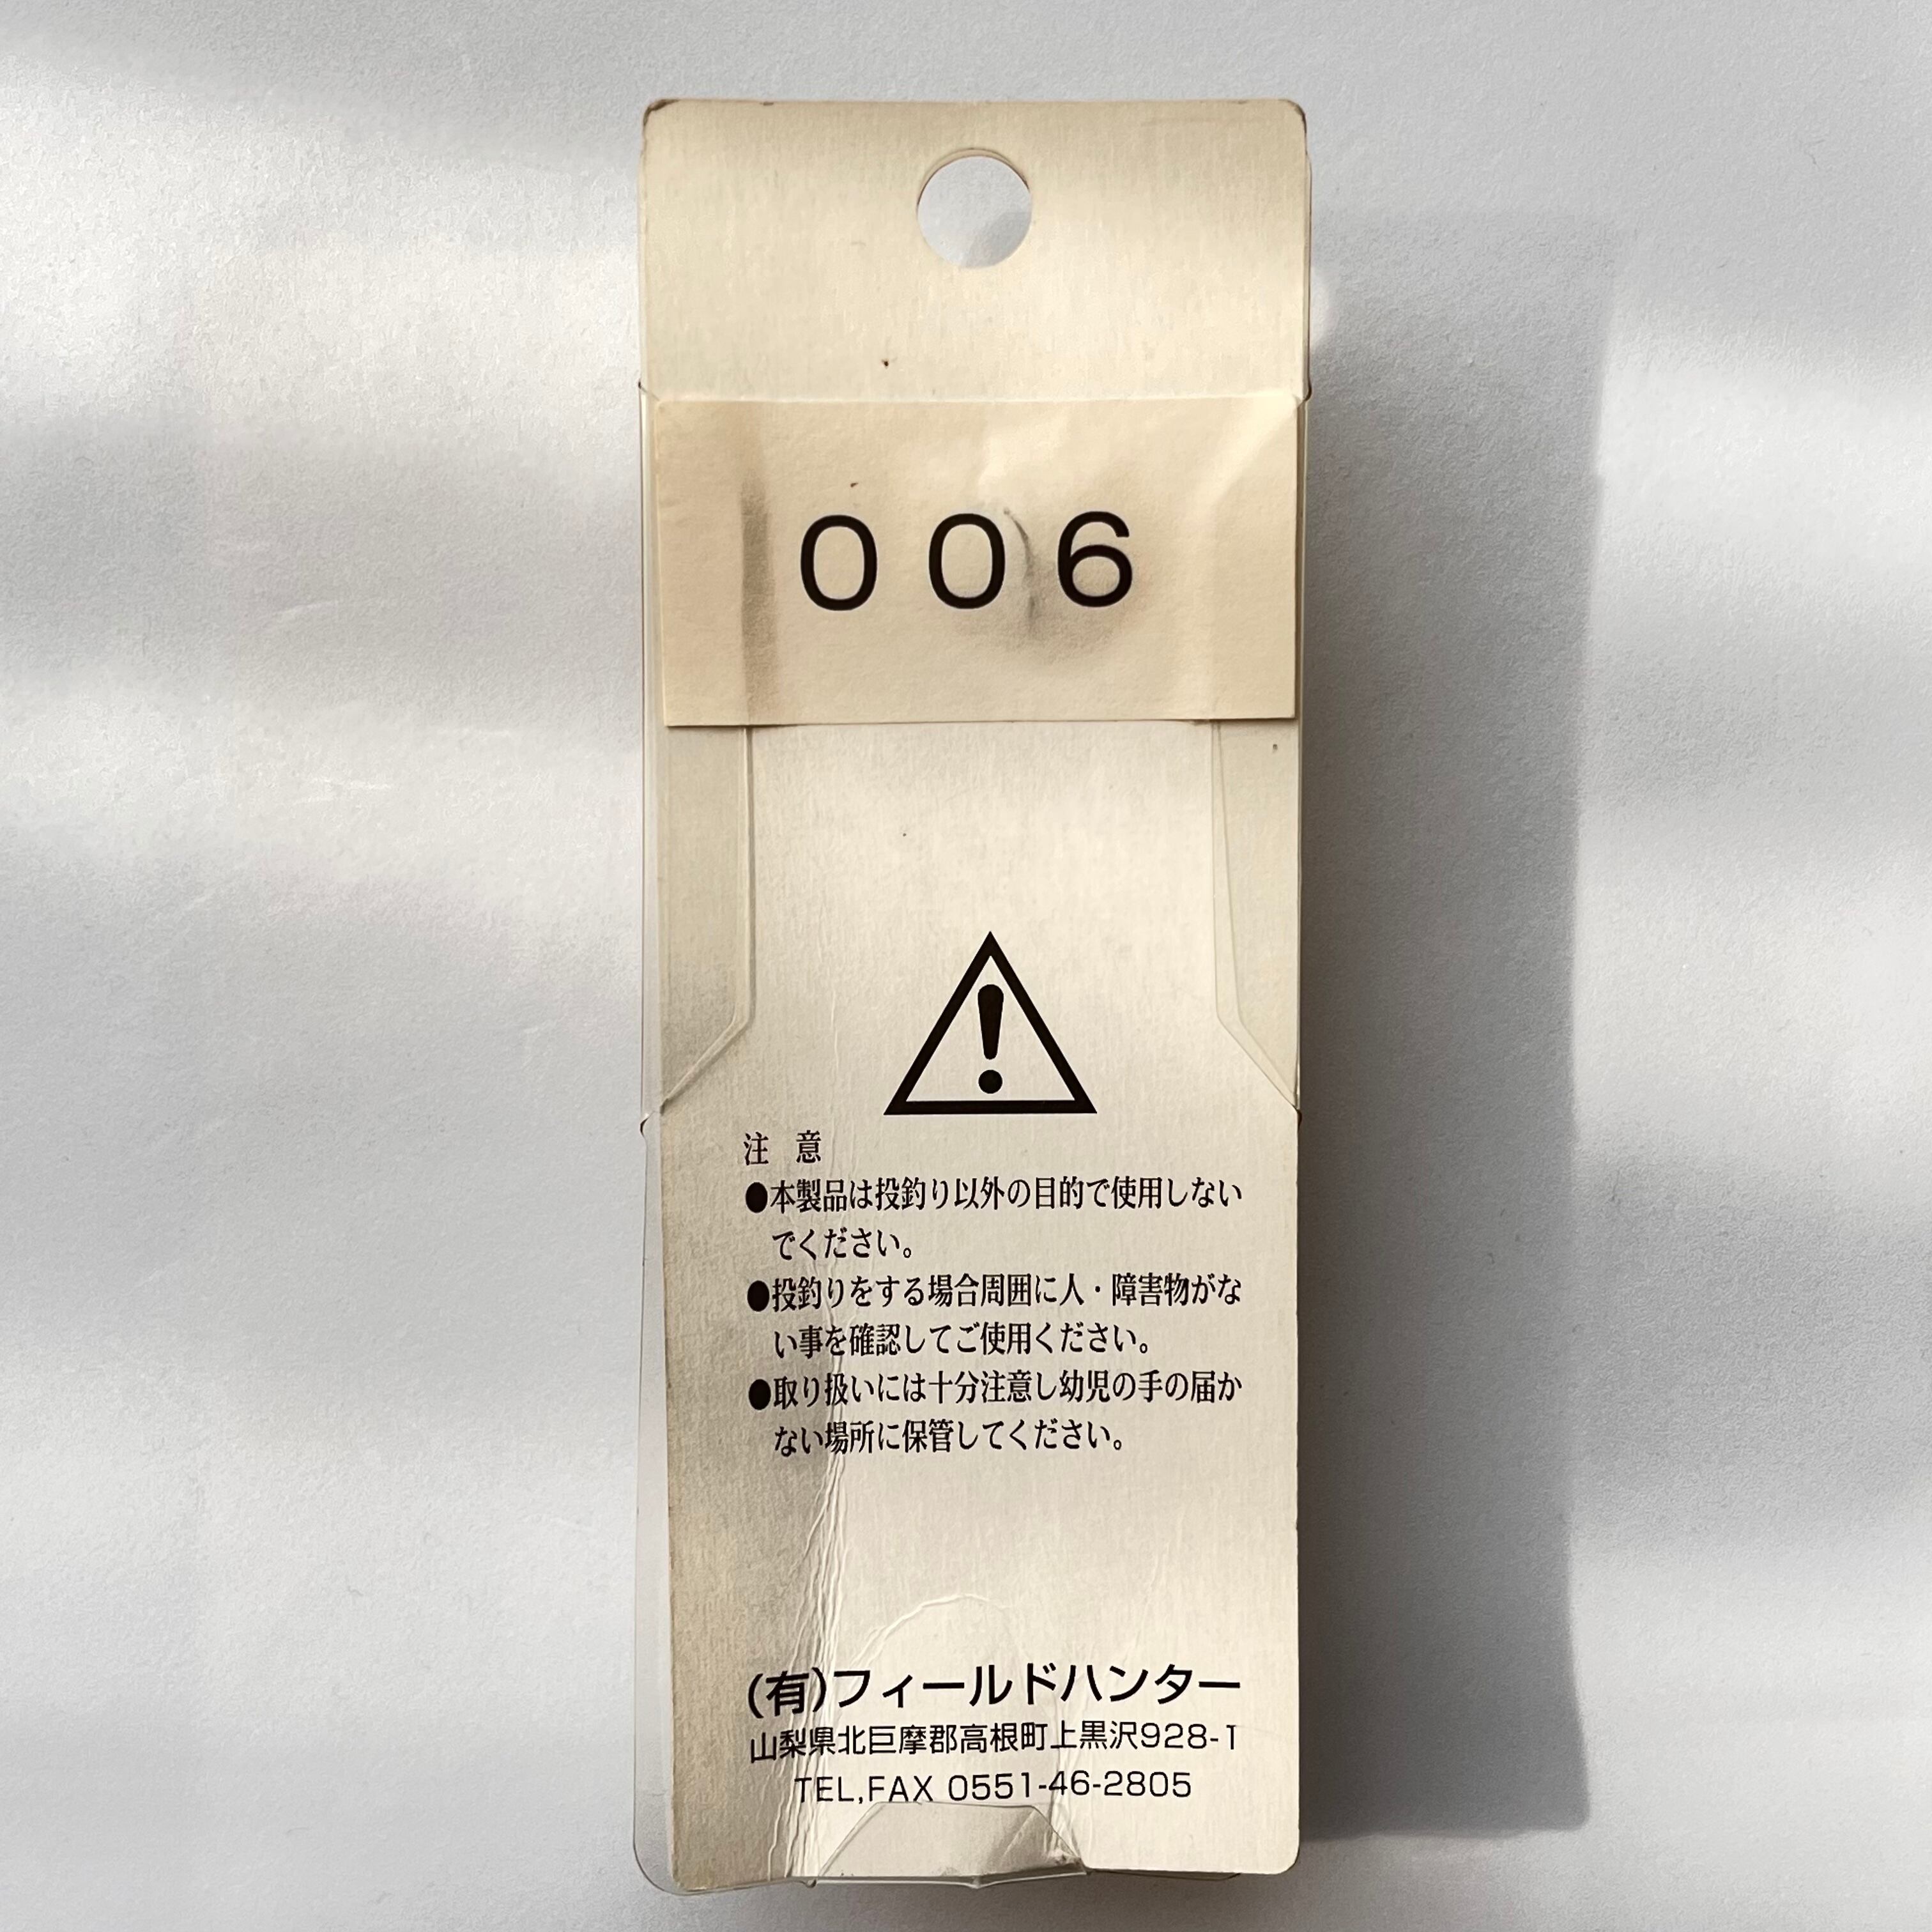 006
注 意
●本製品は投釣り以外の目的で使用しない
でください。
●投釣りをする場合周囲に人・障害物がな
い事を確認してご使用ください。
●取り扱いには十分注意し幼児の手の届か
ない場所に保管してください。
(有)フィールドハンター
山梨県北巨摩郡高根町上黒沢928-1
TEL,FAX 0551-46-2805